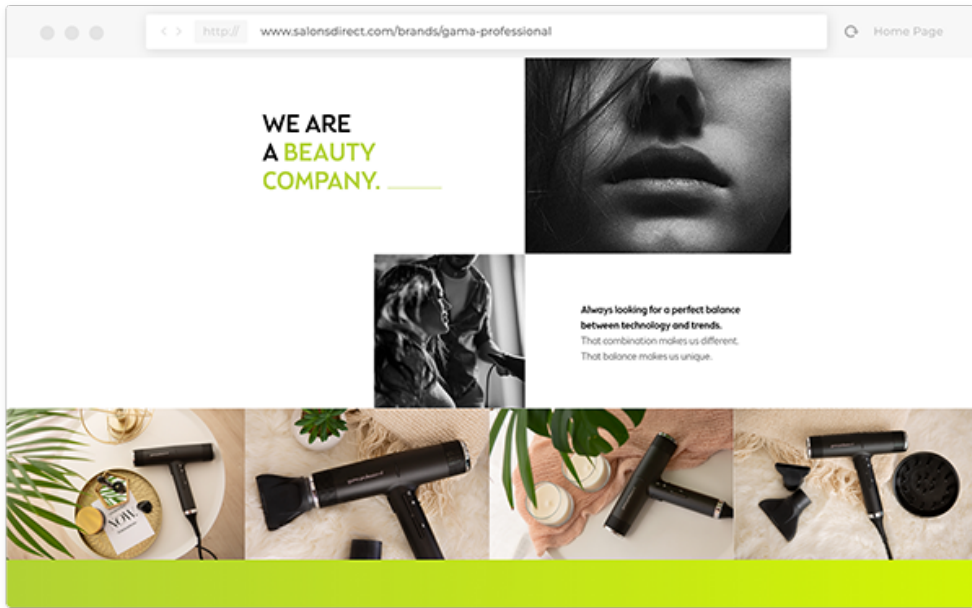 http://
www.salonsdirect.com/brands/gama-professional
Home Page
WE ARE
A BEAUTY
COMPANY.
Always looking for a perfect balance
between technology and trends.
That combination makes us different.
That balance makes us unique.
NOW.